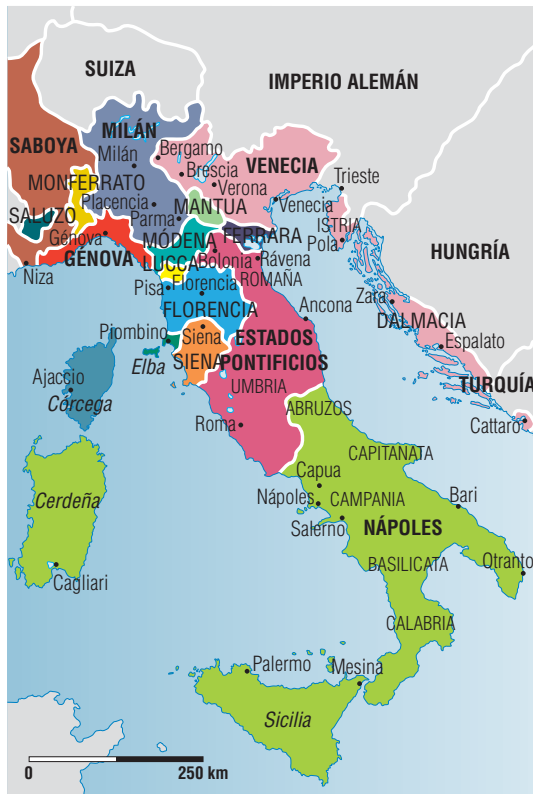 SUIZA
IMPERIO ALEMÁN
SABOYA
MILÁN
Milán
Bergamo
Brescia
Verona
VENECIA
Venecia
Trieste
MONFERRATO
Placencia
MANTUA
SALUZO
Génova
Parma
MÓDENA
FERRARA
ISTRIA
Pola
HUNGRÍA
GÉNOVA
LUCCA
Bolonia
Rávena
ROMAÑA
Niza
Pisa
Florencia
FLORENCIA
Ancona
Zara
DALMACIA
Espalato
Piombino
Siena
SIENA
Elba
ESTADOS
PONTIFICIOS
UMBRIA
TURQUÍA
Ajaccio
Córcega
Roma
ABRUZOS
Cattaro
CAPITANATA
Capua
Nápoles
CAMPANIA
Bari
Salerno
NÁPOLES
Cerdeña
BASILICATA
Otranto
Cagliari
CALABRIA
Palermo
Mesina
Sicilia
0
250 km